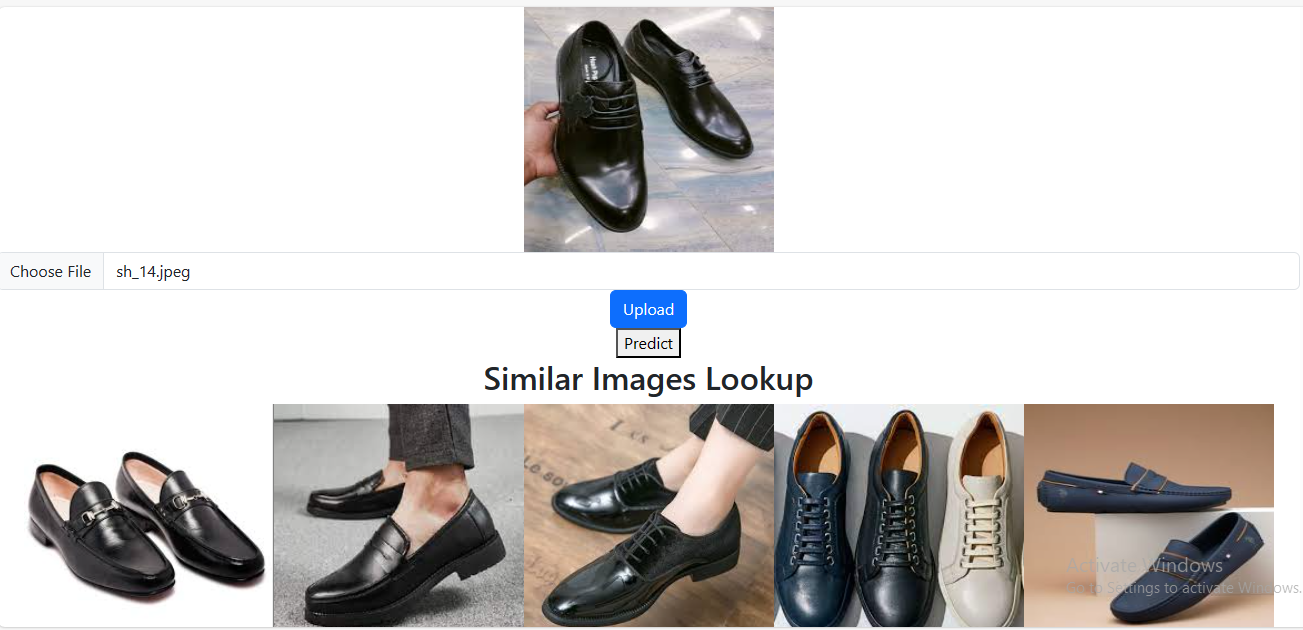 Choose File
sh_14.jpeg
Upload
Predict
Similar Images Lookup
Activate Windows
Go to Settings to activate Windows.